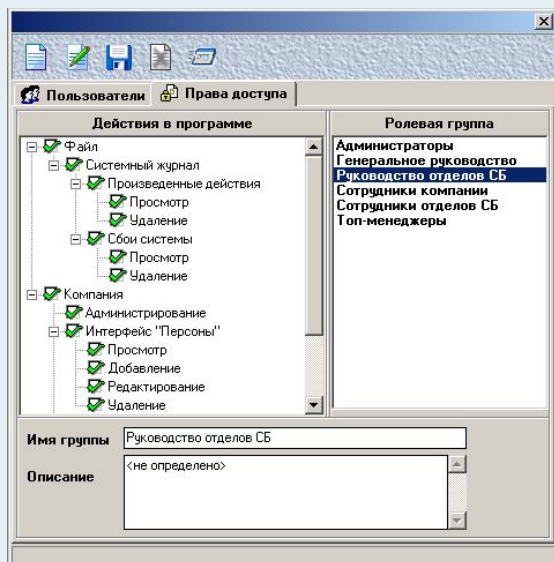 Пользователи
Права доступа
Действия в программе
Файл
Системный журнал
Произведенные действия
Просмотр
Удаление
Сбои системы
Просмотр
Удаление
Компания
Администрирование
Интерфейс "Персоны"
Просмотр
Добавление
Редактирование
Удаление
Ролевая группа
Администраторы
Генеральное руководство
Руководство отделов СБ
Сотрудники компании
Сотрудники отделов СБ
Топ-менеджеры
Имя группы
Руководство отделов СБ
Описание
<не определено>